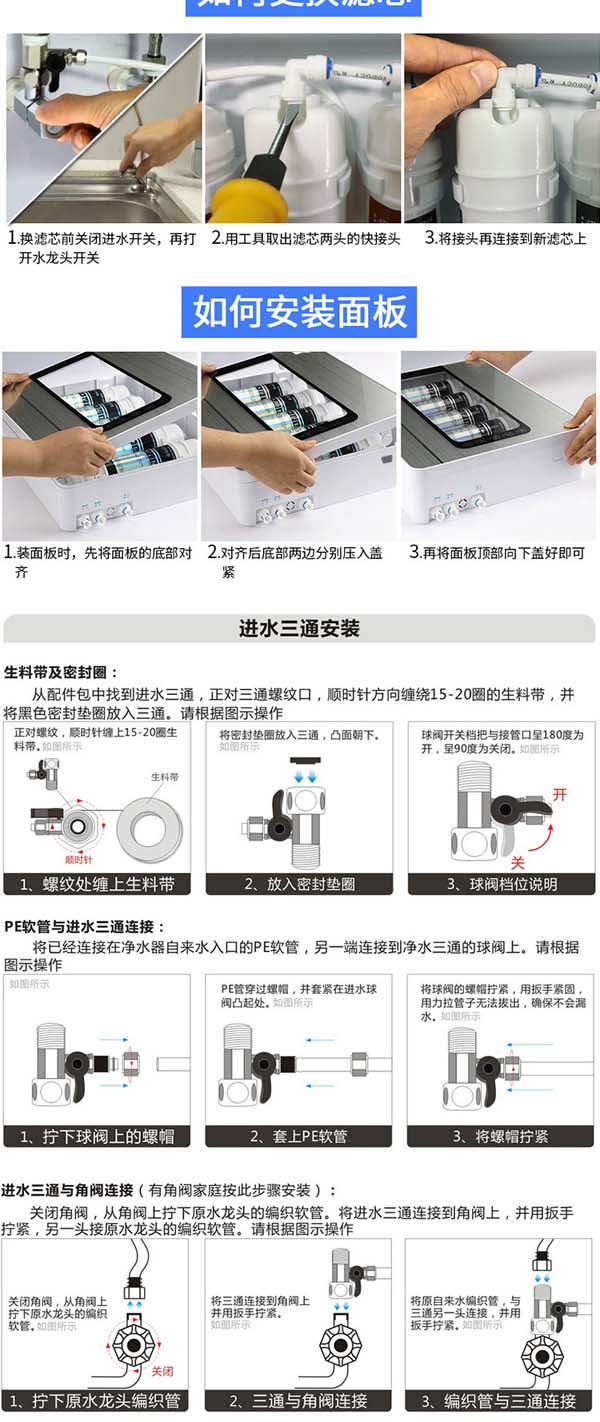 如何更换滤芯
1.换滤芯前关闭进水开关，再打
开水龙头开关
2.用工具取出滤芯两头的快接头
3.将接头再连接到新滤芯上
如何安装面板
1.装面板时，先将面板的底部对
齐
2.对齐后底部两边分别压入盖
紧
3.再将面板顶部向下盖好即可
进水三通安装
生料带及密封圈：
从配件包中找到进水三通，正对三通螺纹口，顺时针方向缠绕15-20圈的生料带，并
将黑色密封垫圈放入三通。请根据图示操作
正对螺纹，顺时针缠上15-20圈生
料带。如图所示
生料带
顺时针
1、螺纹处缠上生料带
将密封垫圈放入三通，凸面朝下。
如图所示
2、放入密封垫圈
球阀开关档把与接管口呈180度为
开，呈90度为关闭。如图所示
开
关
3、球阀档位说明
PE软管与进水三通连接：
将已经连接在净水器自来水入口的PE软管，另一端连接到净水三通的球阀上。请根据
图示操作
如图所示
1、拧下球阀上的螺帽
PE管穿过螺帽，并套紧在进水球
阀凸起处。如图所示
2、套上PE软管
将球阀的螺帽拧紧，用扳手紧固，
用力拉管子无法拔出，确保不会漏
水。如图所示
3、将螺帽拧紧
进水三通与角阀连接（有角阀家庭按此步骤安装）：
关闭角阀，从角阀上拧下原水龙头的编织软管。将进水三通连接到角阀上，并用扳手
拧紧，另一头接原水龙头的编织软管。请根据图示操作
关闭角阀，从角阀上
拧下原水龙头的编织
软管。如图所示
关闭
1、拧下原水龙头编织管
将三通连接到角阀上
并用扳手拧紧。
如图所示
2、三通与角阀连接
将原自来水编织管，与
三通另一头连接，并用
扳手拧紧。如图所示
3、编织管与三通连接